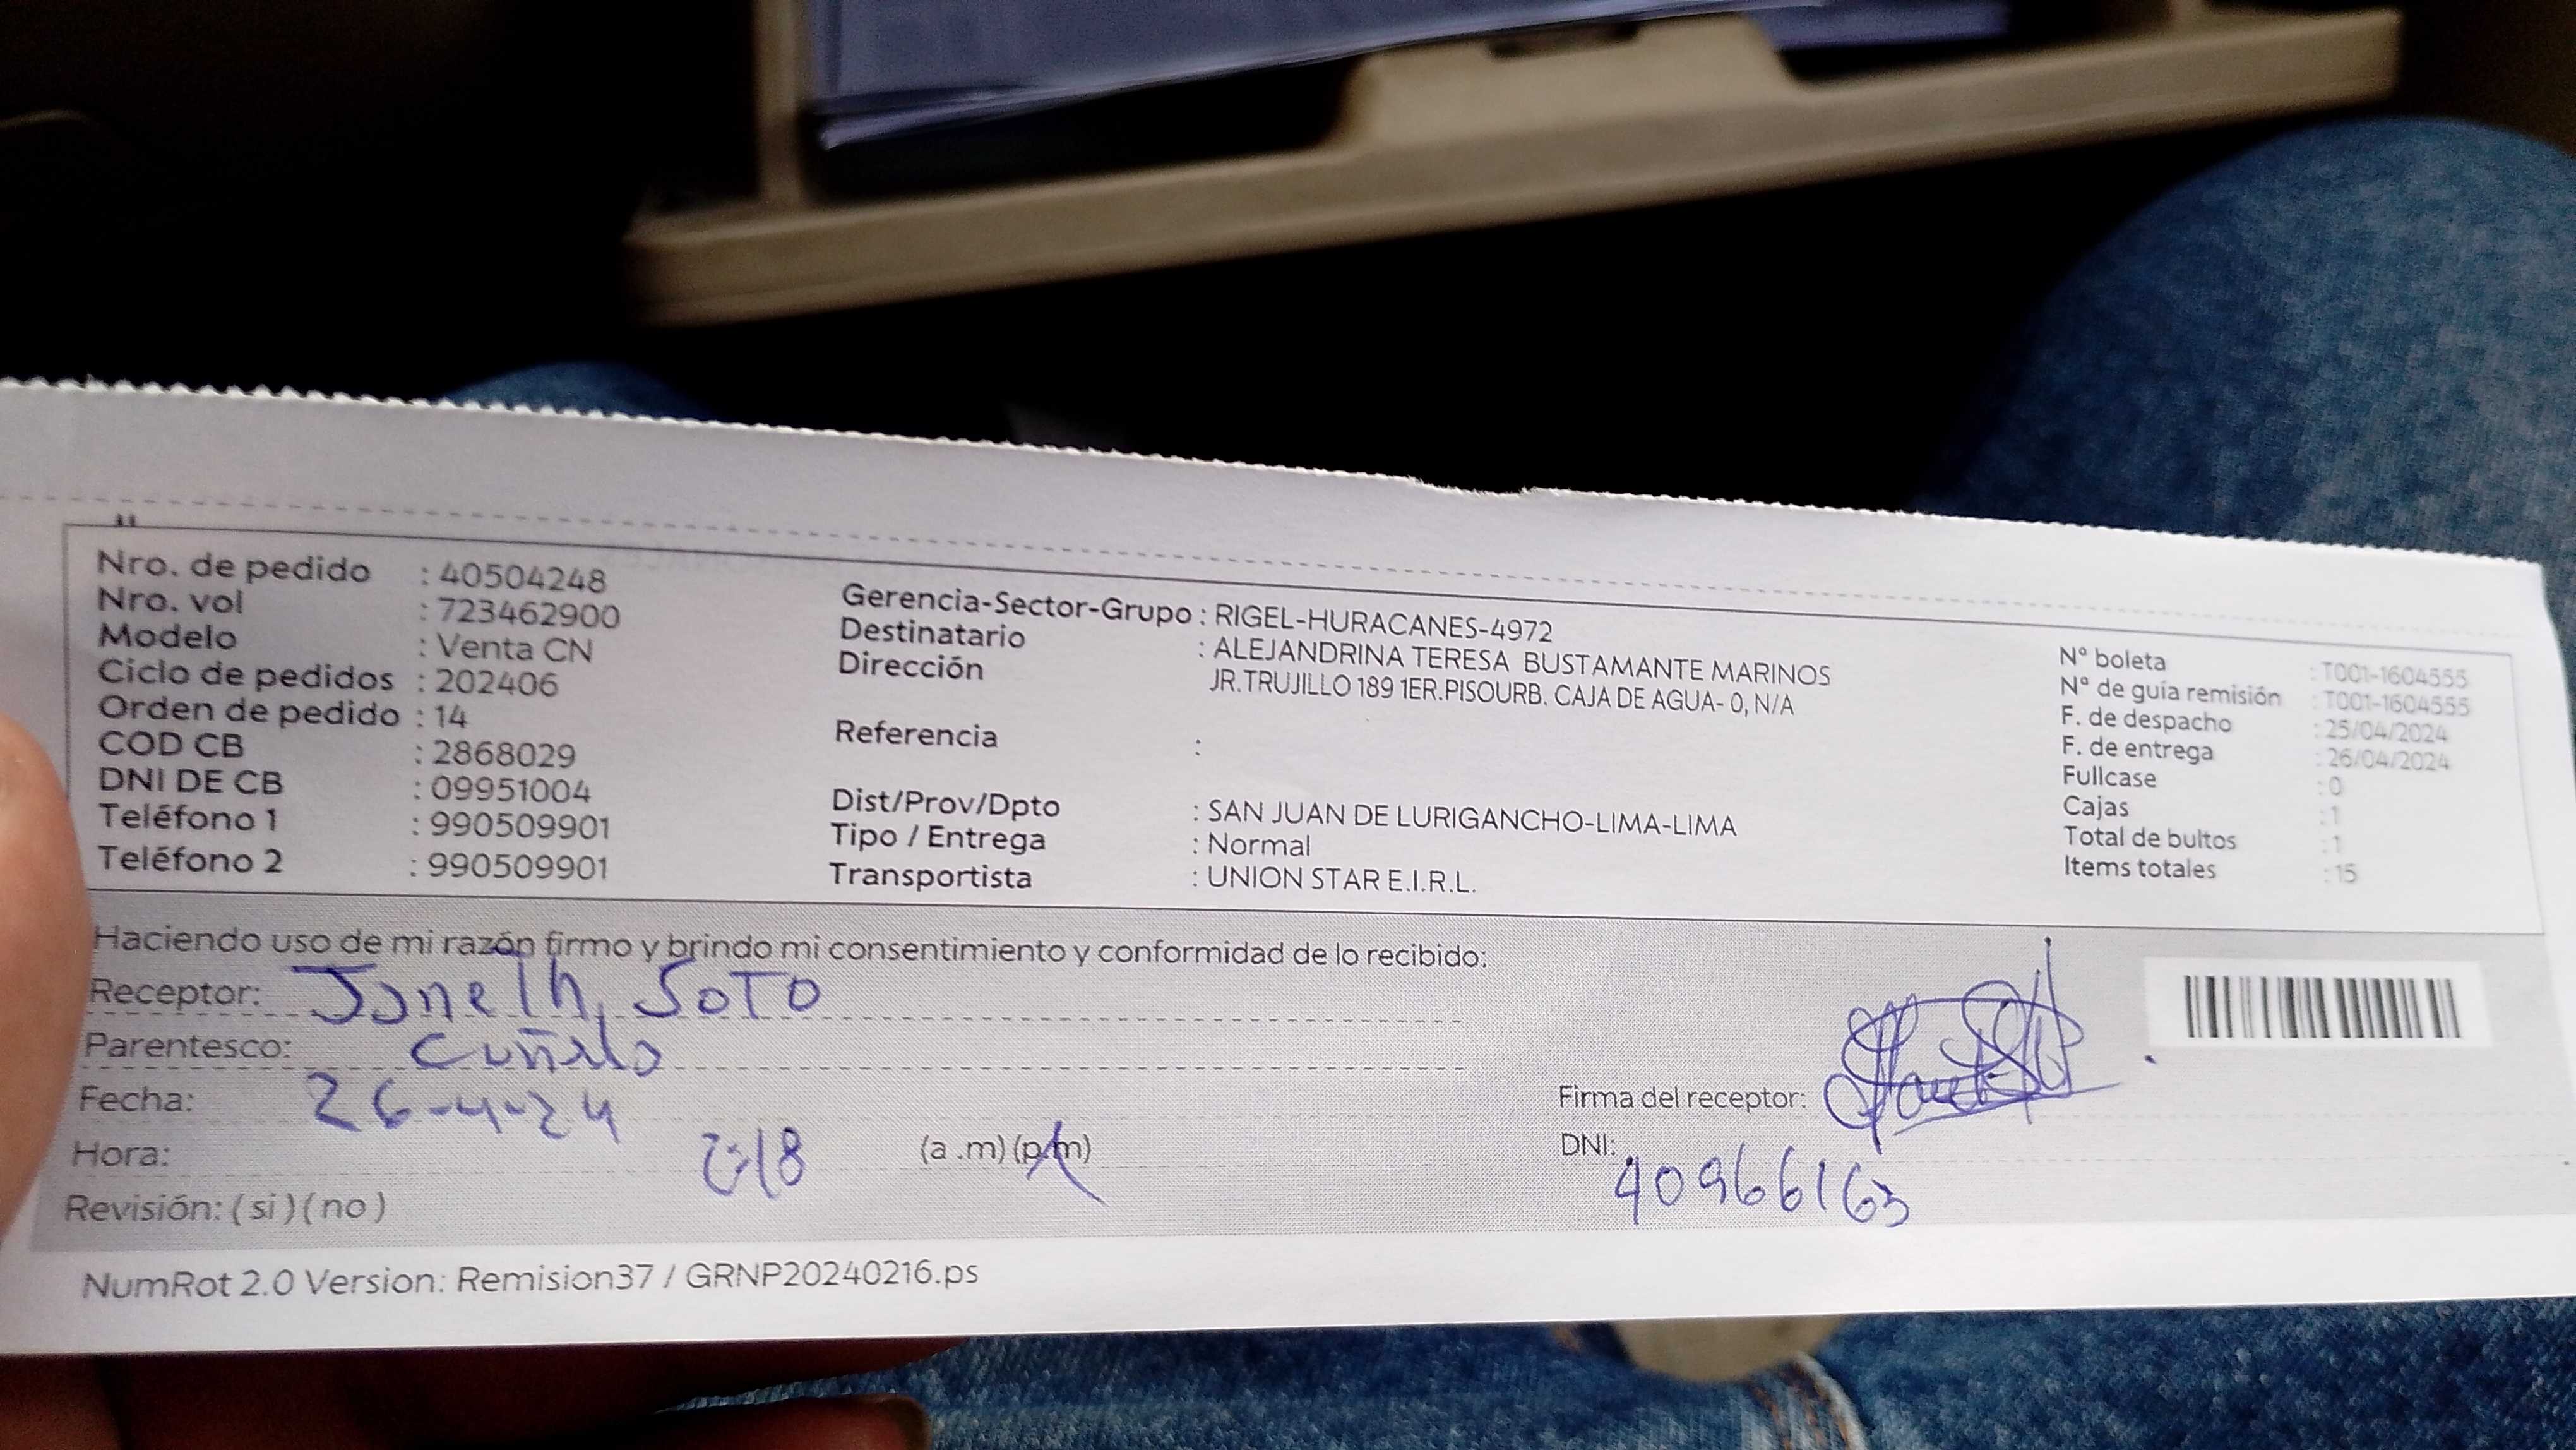 Nro. de pedido : 40504248
Nro. vol : 723462900
Modelo : Venta CN
Ciclo de pedidos : 202406
Orden de pedido : 14
COD CB : 2868029
DNI DE CB : 09951004
Teléfono 1 : 990509901
Teléfono 2 : 990509901
Gerencia-Sector-Grupo : RIGEL-HURACANES-4972
Destinatario : ALEJANDRINA TERESA BUSTAMANTE MARINOS
Dirección JR.TRUJILLO 189 1ER.PISOURB. CAJA DE AGUA- 0, N/A
Referencia :
Dist/Prov/Dpto : SAN JUAN DE LURIGANCHO-LIMA-LIMA
Tipo / Entrega : Normal
Transportista : UNION STAR E.I.R.L.
N° boleta : T001-1604555
N° de guía remisión : T001-1604555
F. de despacho : 25/04/2024
F. de entrega : 26/04/2024
Fullcase : 0
Cajas : 1
Total de bultos : 1
Items totales : 15
Haciendo uso de mi razón firmo y brindo mi consentimiento y conformidad de lo recibido:
Receptor: Janeth SOTO
Parentesco: Cuñado
Fecha: 26-4-24
Hora: 2:18 (a .m) (p.m)
Revisión: ( si ) ( no )
Firma del receptor:
DNI: 40966163
NumRot 2.0 Version: Remision37 / GRNP20240216.ps